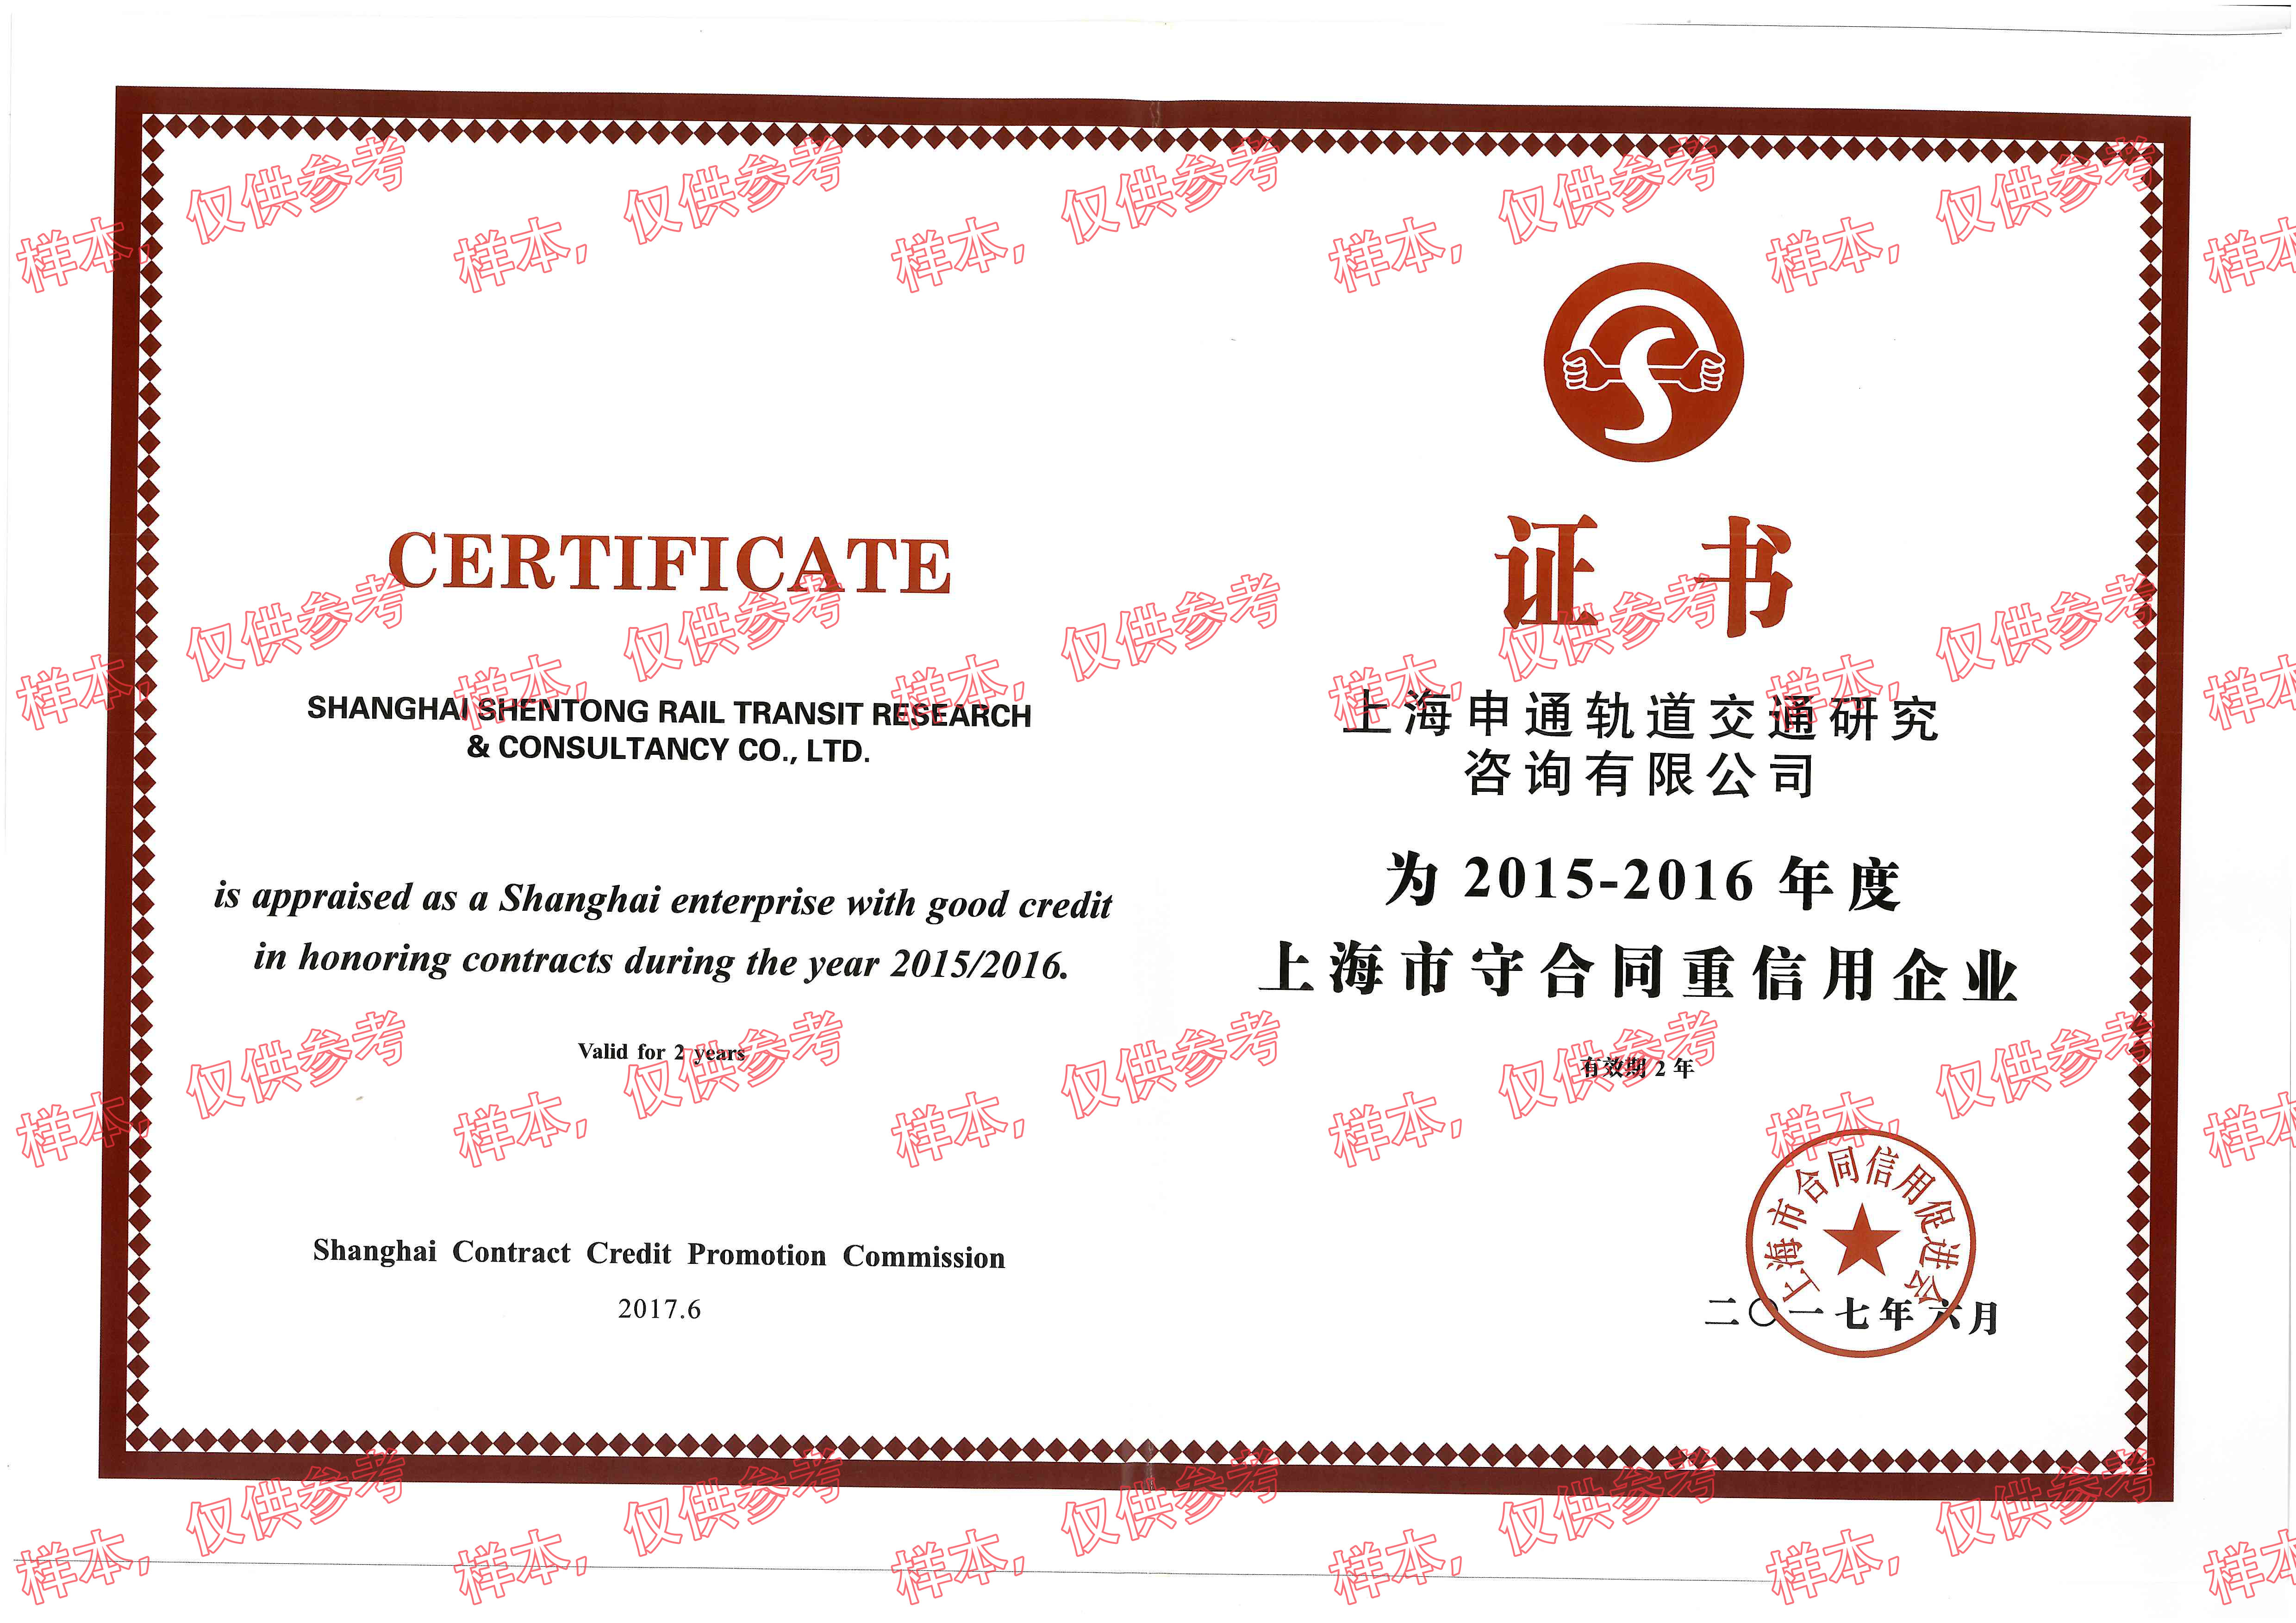 CERTIFICATE
SHANGHAI SHENTONG RAIL TRANSIT RESEARCH
& CONSULTANCY CO., LTD.
is appraised as a Shanghai enterprise with good credit
in honoring contracts during the year 2015/2016.
Valid for 2 years
Shanghai Contract Credit Promotion Commission
2017.6
证书
上海申通轨道交通研究
咨询有限公司
为 2015-2016 年度
上海市守合同重信用企业
有效期 2 年
上海市合同信用促进会
二〇一七年六月
样本，仅供参考